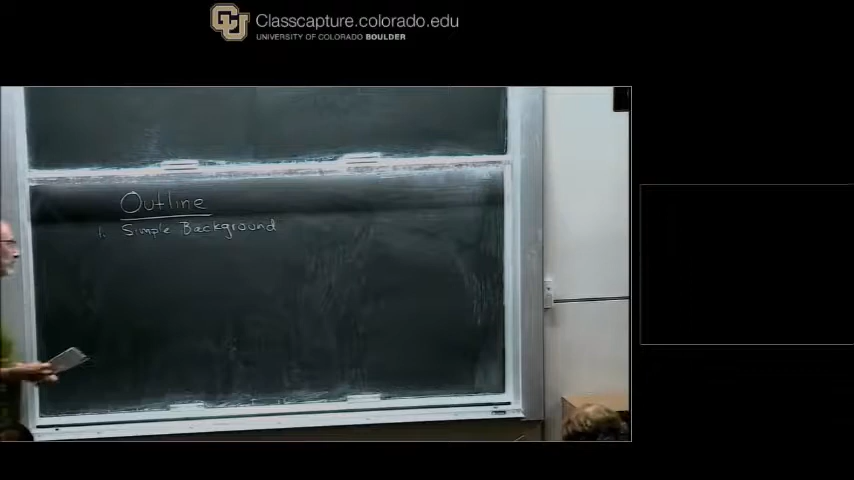 Classcapture.colorado.edu
UNIVERSITY OF COLORADO BOULDER
Outline
1. Simple Background